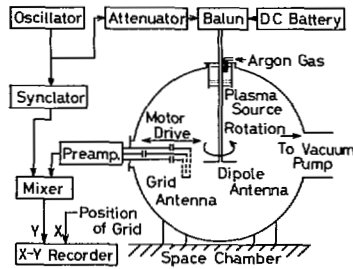 Oscillator
Attenuator
Balun
DC Battery
Argon Gas
Synclator
Plasma
Source
Motor
Drive
Rotation
To Vacuum
Pump
Preamp.
Grid
Antenna
Dipole
Antenna
Mixer
Y
X
Position
of Grid
X-Y Recorder
Space Chamber